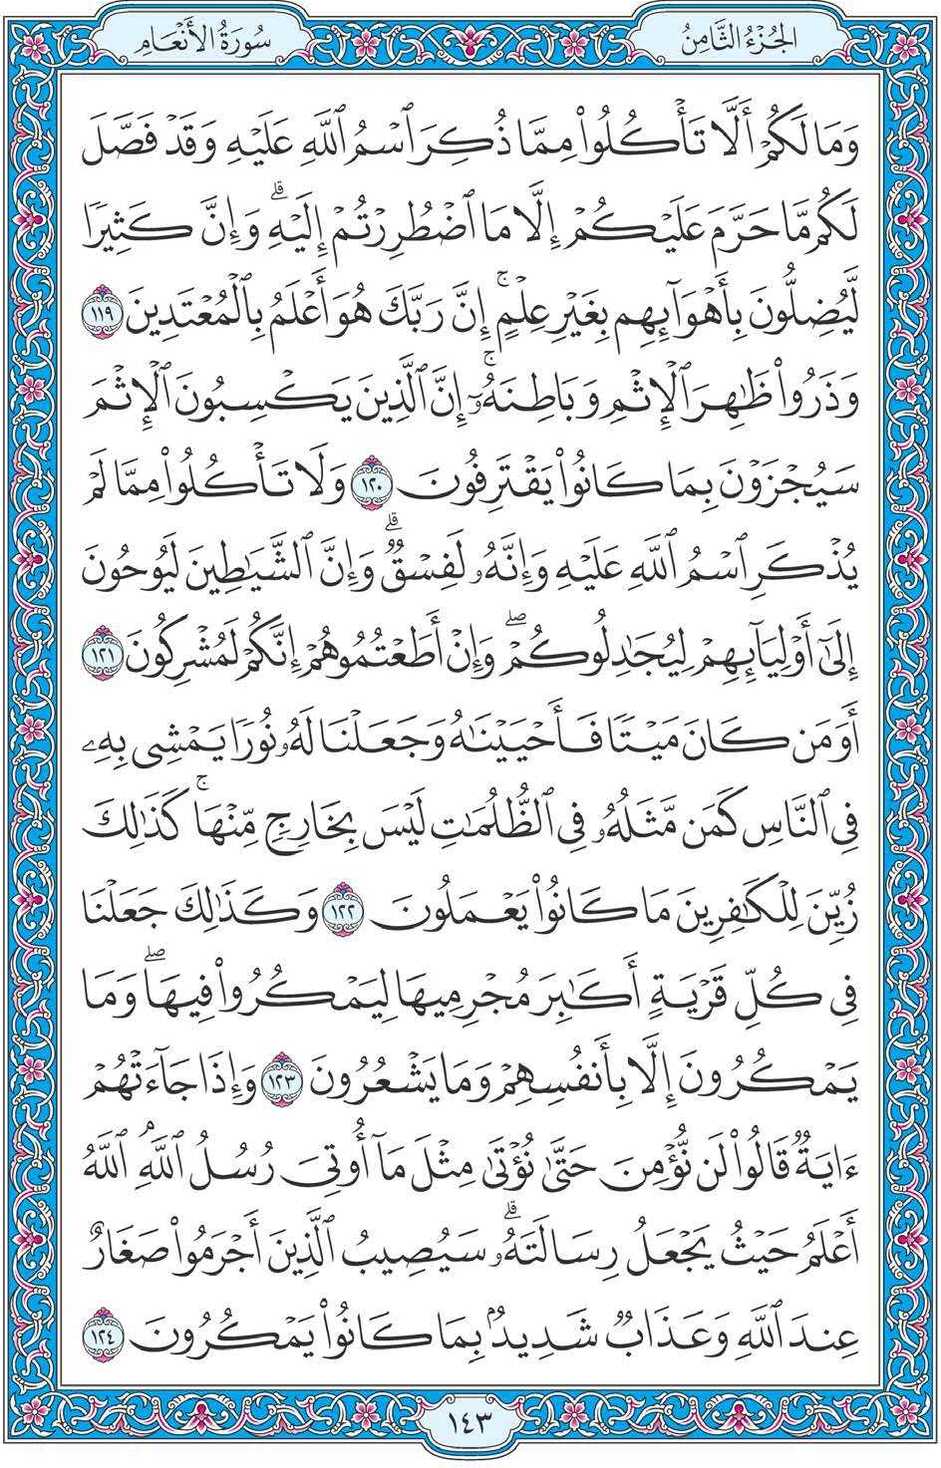 الجُزْءُ الثَّامِنُ
سُورَةُ الأَنْعَامِ
وَمَا لَكُمْ أَلَّا تَأْكُلُوا۟ مِمَّا ذُكِرَ ٱسْمُ ٱللَّهِ عَلَيْهِ وَقَدْ فَصَّلَ
لَكُم مَّا حَرَّمَ عَلَيْكُمْ إِلَّا مَا ٱضْطُرِرْتُمْ إِلَيْهِ ۗ وَإِنَّ كَثِيرًا
لَّيُضِلُّونَ بِأَهْوَآئِهِم بِغَيْرِ عِلْمٍ ۚ إِنَّ رَبَّكَ هُوَ أَعْلَمُ بِٱلْمُعْتَدِينَ ١١٩
وَذَرُوا۟ ظَٰهِرَ ٱلْإِثْمِ وَبَاطِنَهُۥٓ ۚ إِنَّ ٱلَّذِينَ يَكْسِبُونَ ٱلْإِثْمَ
سَيُجْزَوْنَ بِمَا كَانُوا۟ يَقْتَرِفُونَ ١٢٠ وَلَا تَأْكُلُوا۟ مِمَّا لَمْ
يُذْكَرِ ٱسْمُ ٱللَّهِ عَلَيْهِ وَإِنَّهُۥ لَفِسْقٌ ۗ وَإِنَّ ٱلشَّيَٰطِينَ لَيُوحُونَ
إِلَىٰٓ أَوْلِيَآئِهِمْ لِيُجَٰدِلُوكُمْ ۖ وَإِنْ أَطَعْتُمُوهُمْ إِنَّكُمْ لَمُشْرِكُونَ ١٢١
أَوَمَن كَانَ مَيْتًا فَأَحْيَيْنَٰهُ وَجَعَلْنَا لَهُۥ نُورًا يَمْشِى بِهِۦ
فِى ٱلنَّاسِ كَمَن مَّثَلُهُۥ فِى ٱلظُّلُمَٰتِ لَيْسَ بِخَارِجٍ مِّنْهَا ۚ كَذَٰلِكَ
زُيِّنَ لِلْكَٰفِرِينَ مَا كَانُوا۟ يَعْمَلُونَ ١٢٢ وَكَذَٰلِكَ جَعَلْنَا
فِى كُلِّ قَرْيَةٍ أَكَٰبِرَ مُجْرِمِيهَا لِيَمْكُرُوا۟ فِيهَا ۖ وَمَا
يَمْكُرُونَ إِلَّا بِأَنفُسِهِمْ وَمَا يَشْعُرُونَ ١٢٣ وَإِذَا جَآءَتْهُمْ
ءَايَةٌ قَالُوا۟ لَن نُّؤْمِنَ حَتَّىٰ نُؤْتَىٰ مِثْلَ مَآ أُوتِىَ رُسُلُ ٱللَّهِ ۘ ٱللَّهُ
أَعْلَمُ حَيْثُ يَجْعَلُ رِسَالَتَهُۥ ۗ سَيُصِيبُ ٱلَّذِينَ أَجْرَمُوا۟ صَغَارٌ
عِندَ ٱللَّهِ وَعَذَابٌ شَدِيدٌۢ بِمَا كَانُوا۟ يَمْكُرُونَ ١٢٤
١٤٣